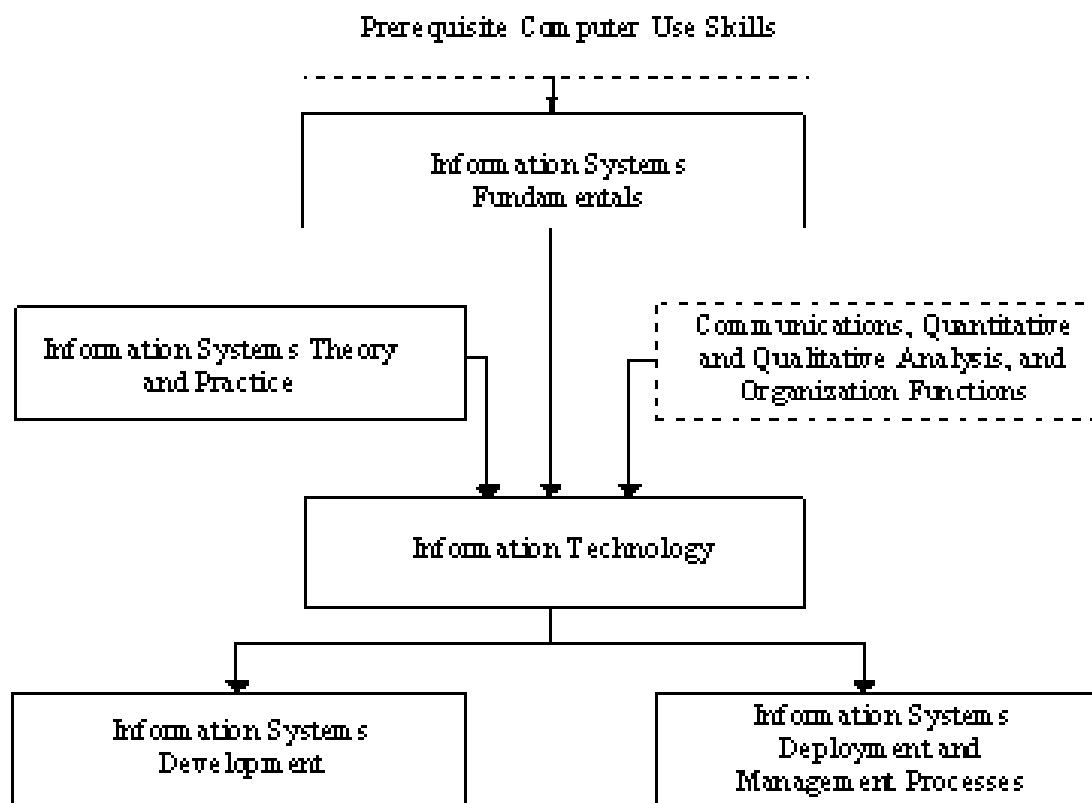 Prerequisite Computer Use Skills
Information Systems
Fundamentals
Information Systems Theory
and Practice
Communications, Quantitative
and Qualitative Analysis, and
Organization Functions
Information Technology
Information Systems
Development
Information Systems
Deployment and
Management Processes